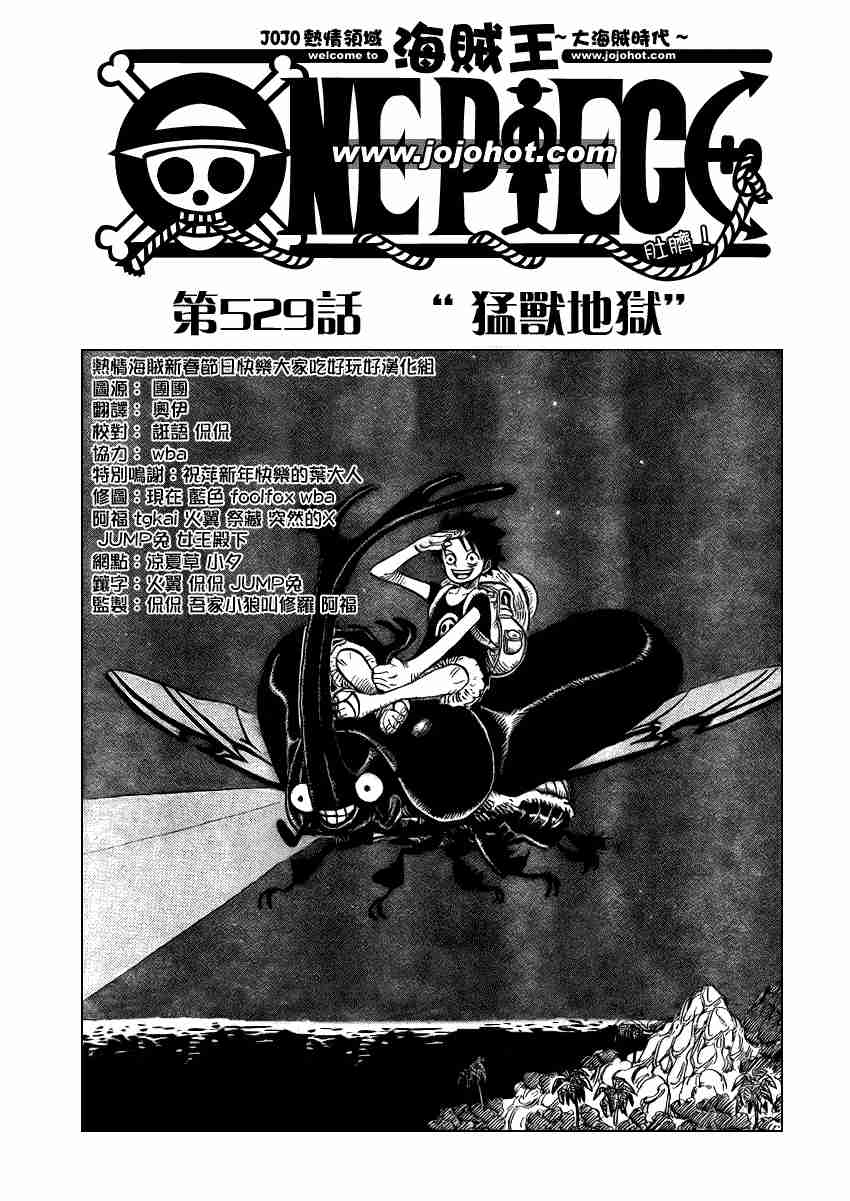 JOJO 熱情領域 海賊王 ~ 大海賊時代 ~
welcome to www.jojohot.com
ONE PIECE
www.jojohot.com
肚臍！
第529話 “猛獸地獄”
熱情海賊新春節日快樂大家吃好玩好漢化組
圖源： 團團
翻譯： 奧伊
校對： 誑語 侃侃
協力： wba
特別鳴謝：祝萍新年快樂的葉大人
修圖：現在 藍色 foolfox wba
阿福 tgkai 火翼 祭藏 突然的X
JUMP兔 女王殿下
網點：涼夏草 小夕
鑲字：火翼 侃侃 JUMP兔
監製：侃侃 吾家小狼叫修羅 阿福